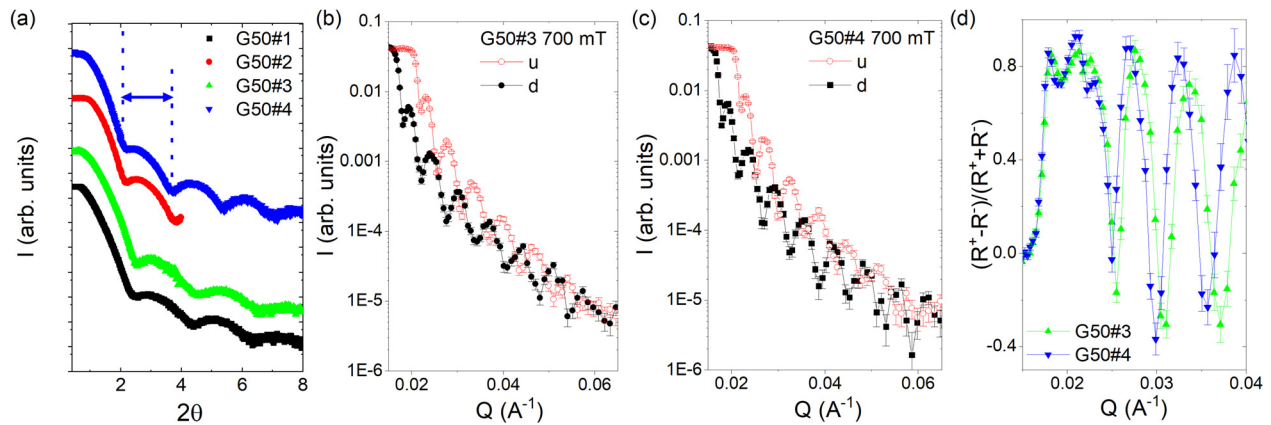 (a)
I (arb. units)
G50#1
G50#2
G50#3
G50#4
2 4 6 8
2θ
(b)
I (arb. units)
0.1
0.01
0.001
1E-4
1E-5
1E-6
G50#3 700 mT
u
d
0.02 0.04 0.06
Q (A⁻¹)
(c)
I (arb. units)
0.1
0.01
0.001
1E-4
1E-5
1E-6
G50#4 700 mT
u
d
0.02 0.04 0.06
Q (A⁻¹)
(d)
(R⁺-R⁻)/(R⁺+R⁻)
0.8
0.4
0.0
-0.4
G50#3
G50#4
0.02 0.03 0.04
Q (A⁻¹)